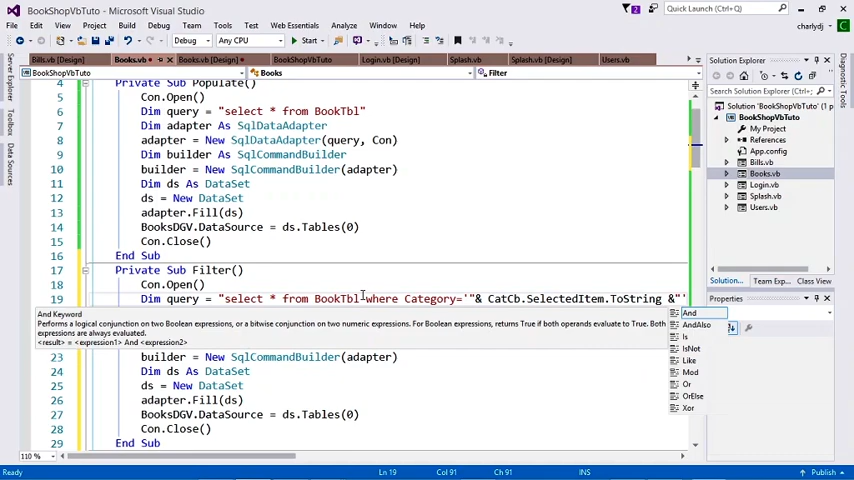 BookShopVbTuto - Microsoft Visual Studio
Quick Launch (Ctrl+Q)
File Edit View Project Build Debug Team Tools Test Web Essentials Analyze Window Help
charlydj
Debug Any CPU Start
Bills.vb [Design] Books.vb Books.vb [Design] BookShopVbTuto Login.vb [Design] Splash.vb Splash.vb [Design] Users.vb
BookShopVbTuto Books Filter
Server Explorer
Toolbox
Data Sources
4 Private Sub Populate()
5 Con.Open()
6 Dim query = "select * from BookTbl"
7 Dim adapter As SqlDataAdapter
8 adapter = New SqlDataAdapter(query, Con)
9 Dim builder As SqlCommandBuilder
10 builder = New SqlCommandBuilder(adapter)
11 Dim ds As DataSet
12 ds = New DataSet
13 adapter.Fill(ds)
14 BooksDGV.DataSource = ds.Tables(0)
15 Con.Close()
16 End Sub
17 Private Sub Filter()
18 Con.Open()
19 Dim query = "select * from BookTbl where Category='"& CatCb.SelectedItem.ToString &"'
And Keyword
Performs a logical conjunction on two Boolean expressions, or a bitwise conjunction on two numeric expressions. For Boolean expressions, returns True if both operands evaluate to True. Both
expressions are always evaluated.
<result> = <expression1> And <expression2>
And
AndAlso
Is
IsNot
Like
Mod
Or
OrElse
Xor
23 builder = New SqlCommandBuilder(adapter)
24 Dim ds As DataSet
25 ds = New DataSet
26 adapter.Fill(ds)
27 BooksDGV.DataSource = ds.Tables(0)
28 Con.Close()
29 End Sub
110 %
Solution Explorer
Search Solution Explorer (Ctrl+;)
Solution 'BookShopVbTuto' (1 p
BookShopVbTuto
My Project
References
App.config
Bills.vb
Books.vb
Login.vb
Splash.vb
Users.vb
Solution... Team Exp... Class View
Properties
Diagnostic Tools
Ready Ln 19 Col 91 Ch 91 INS Publish